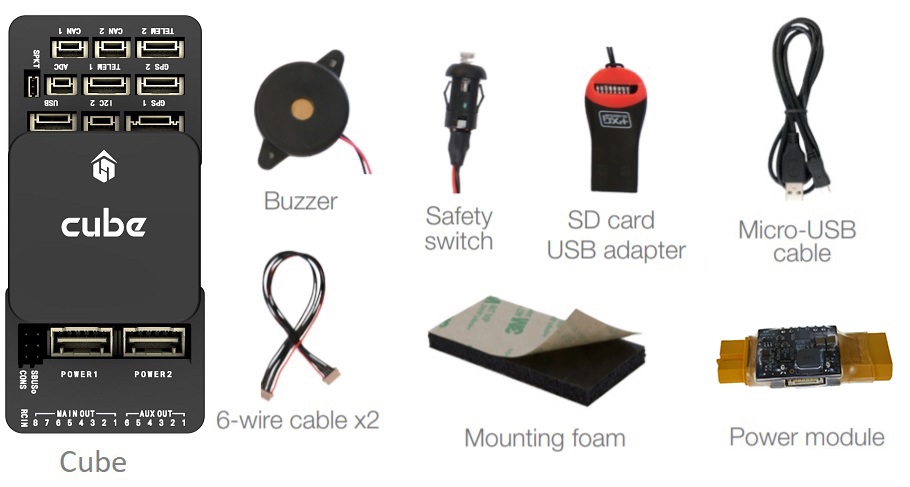 CAN 1 CAN 2 TELEM 2
SPKT ADC TELEM 1 GPS 2
USB I2C 2 GPS 1
cube
POWER1 POWER2
CONS SBUSo
RCIN 8 7 6 5 4 3 2 1 6 5 4 3 2 1
MAIN OUT AUX OUT
Cube
Buzzer
Safety
switch
SD card
USB adapter
Micro-USB
cable
6-wire cable x2
Mounting foam
Power module